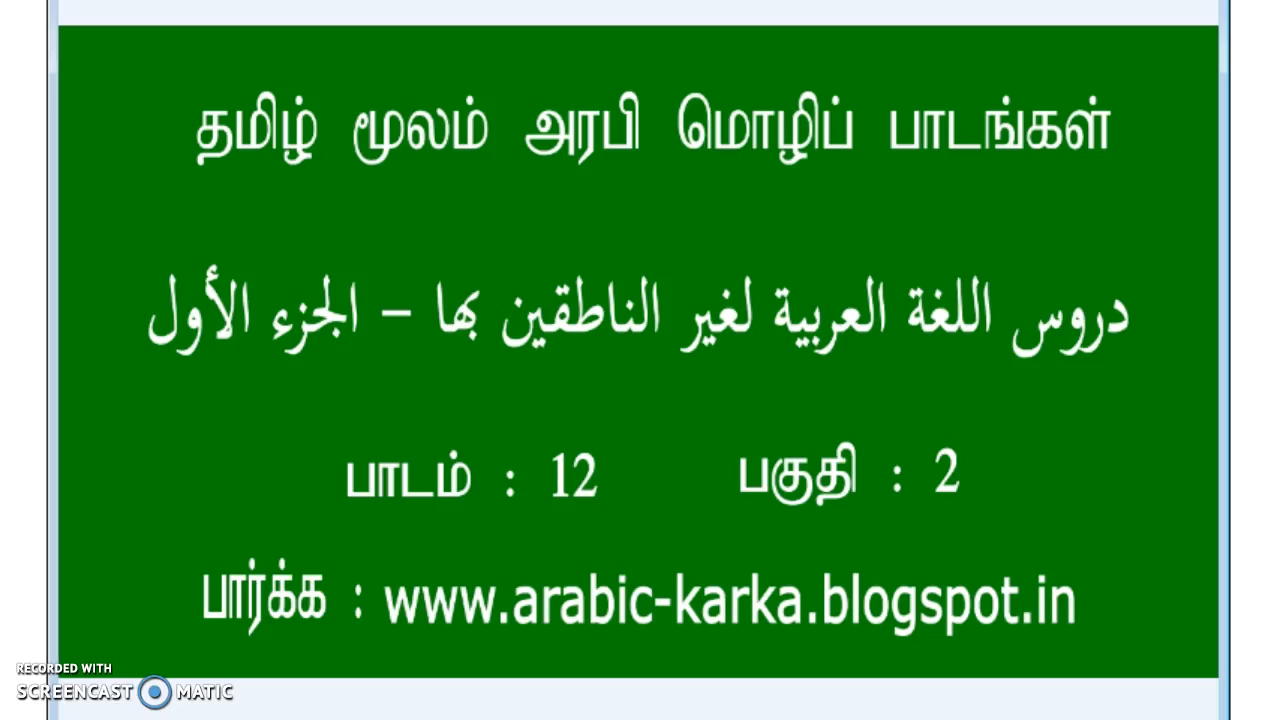 தமிழ் மூலம் அரபி மொழிப் பாடங்கள்
دروس اللغة العربية لغير الناطقين بها – الجزء الأول
பாடம் : 12 பகுதி : 2
பார்க்க : www.arabic-karka.blogspot.in
RECORDED WITH
SCREENCAST MATIC